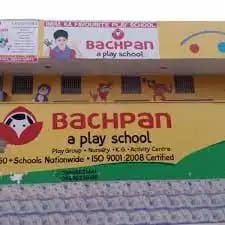 INDIA KA FAVOURITE PLAY SCHOOL
BACHPAN
a play school
BACHPAN
a play school
Play Group • Nursery • K.G. • Activity Centre
50+ Schools Nationwide • ISO 9001:2008 Certified